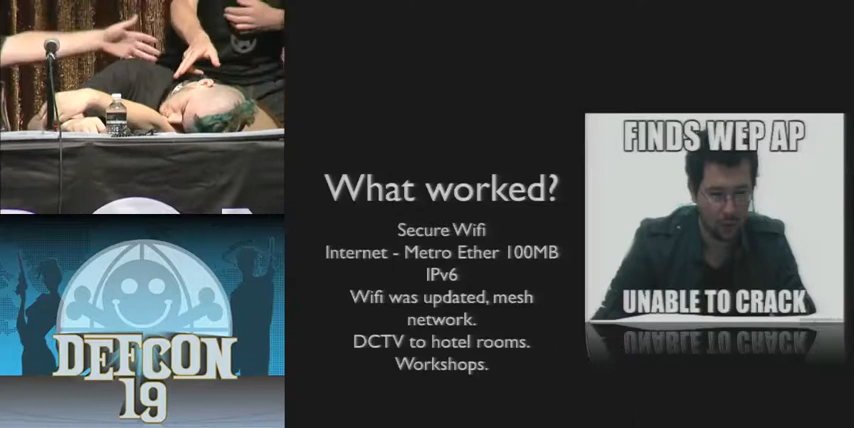 What worked?
Secure Wifi
Internet - Metro Ether 100MB
IPv6
Wifi was updated, mesh
network.
DCTV to hotel rooms.
Workshops.
FINDS WEP AP
UNABLE TO CRACK
DEFCON
19